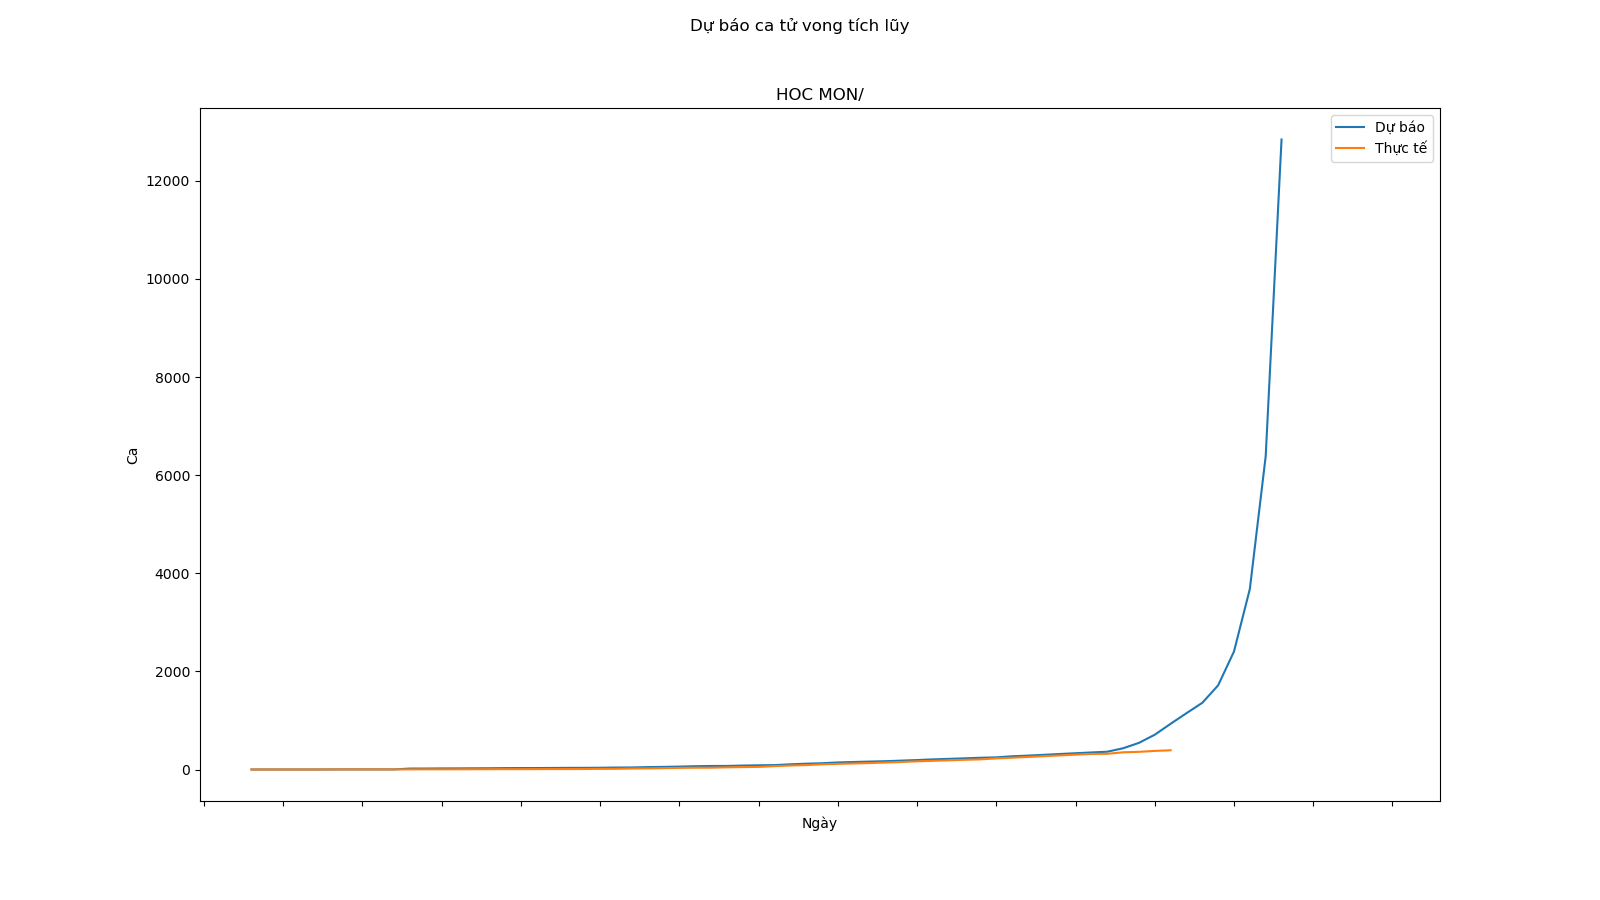 Dự báo ca tử vong tích lũy
HOC MON/
Dự báo
Thực tế
12000
10000
8000
6000
4000
2000
0
Ca
Ngày